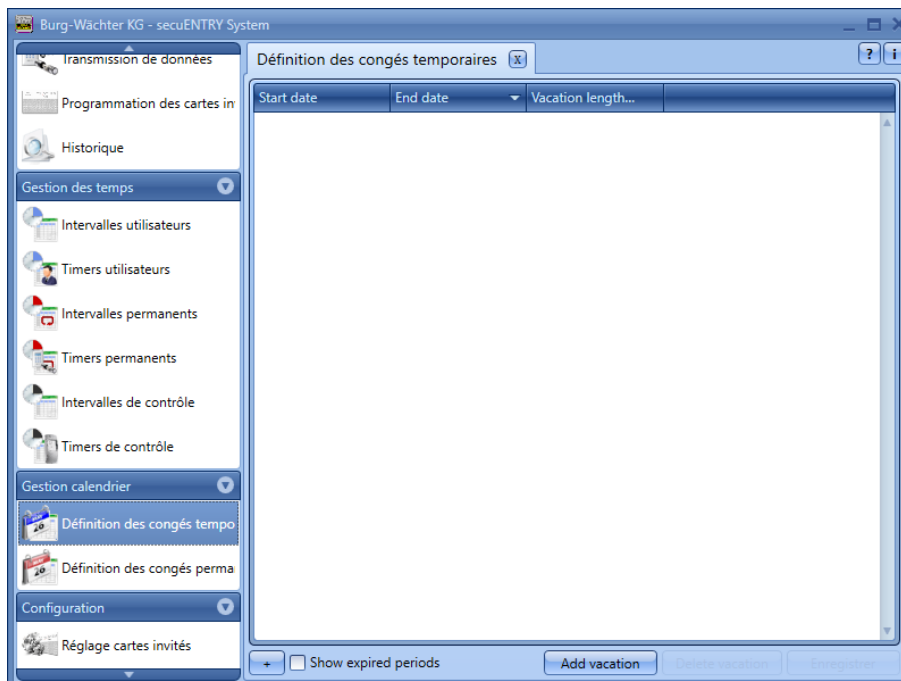 Burg-Wächter KG - secuENTRY System
Transmission de données
Programmation des cartes in
Historique
Gestion des temps
Intervalles utilisateurs
Timers utilisateurs
Intervalles permanents
Timers permanents
Intervalles de contrôle
Timers de contrôle
Gestion calendrier
Définition des congés tempo
Définition des congés perma
Configuration
Réglage cartes invités
Définition des congés temporaires x
? i
Start date End date Vacation length...
+ Show expired periods Add vacation Delete vacation Enregistrer